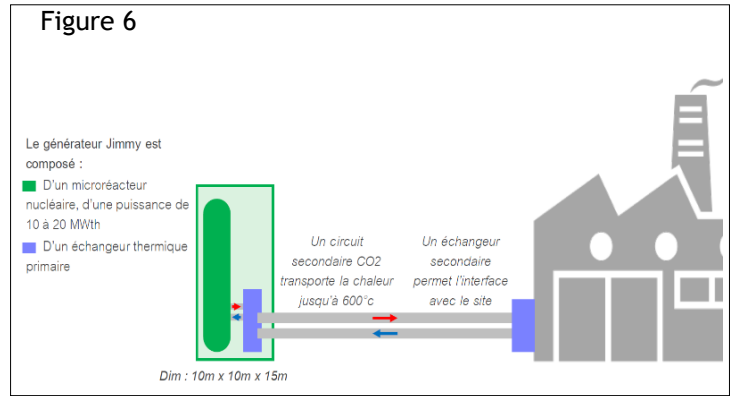 Figure 6
Le générateur Jimmy est
composé :
D'un microréacteur
nucléaire, d'une puissance de
10 à 20 MWth
D'un échangeur thermique
primaire
Un circuit
secondaire CO2
transporte la chaleur
jusqu'à 600°c
Un échangeur
secondaire
permet l'interface
avec le site
Dim : 10m x 10m x 15m